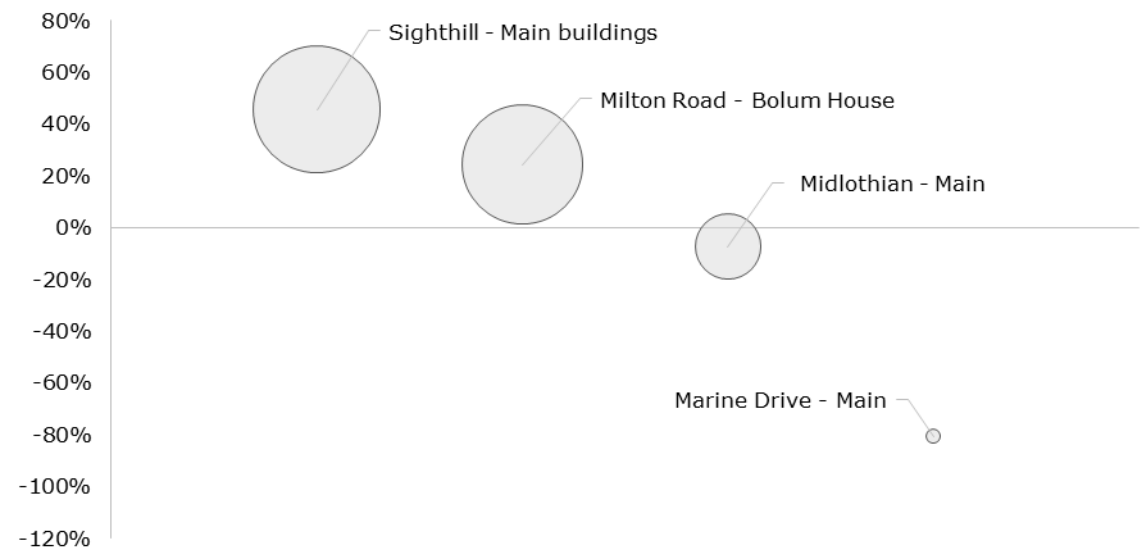 80%
Sighthill - Main buildings
60%
Milton Road - Bolum House
40%
20%
Midlothian - Main
0%
-20%
-40%
-60%
Marine Drive - Main
-80%
-100%
-120%